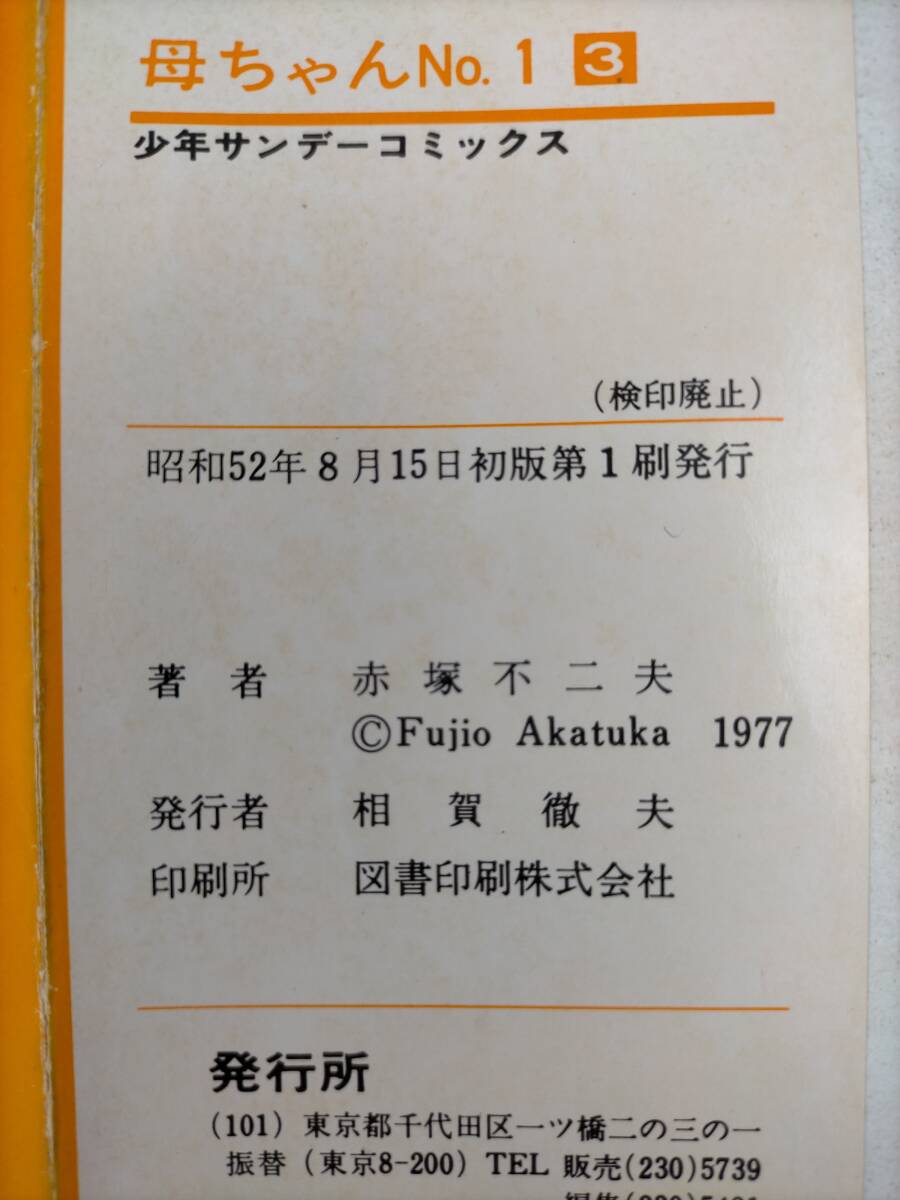 母ちゃんNo.1 3
少年サンデーコミックス
(検印廃止)
昭和52年8月15日初版第1刷発行
著者 赤塚不二夫
©Fujio Akatuka 1977
発行者 相賀徹夫
印刷所 図書印刷株式会社
発行所
(101) 東京都千代田区一ツ橋二の三の一
振替(東京8-200) TEL 販売(230)5739